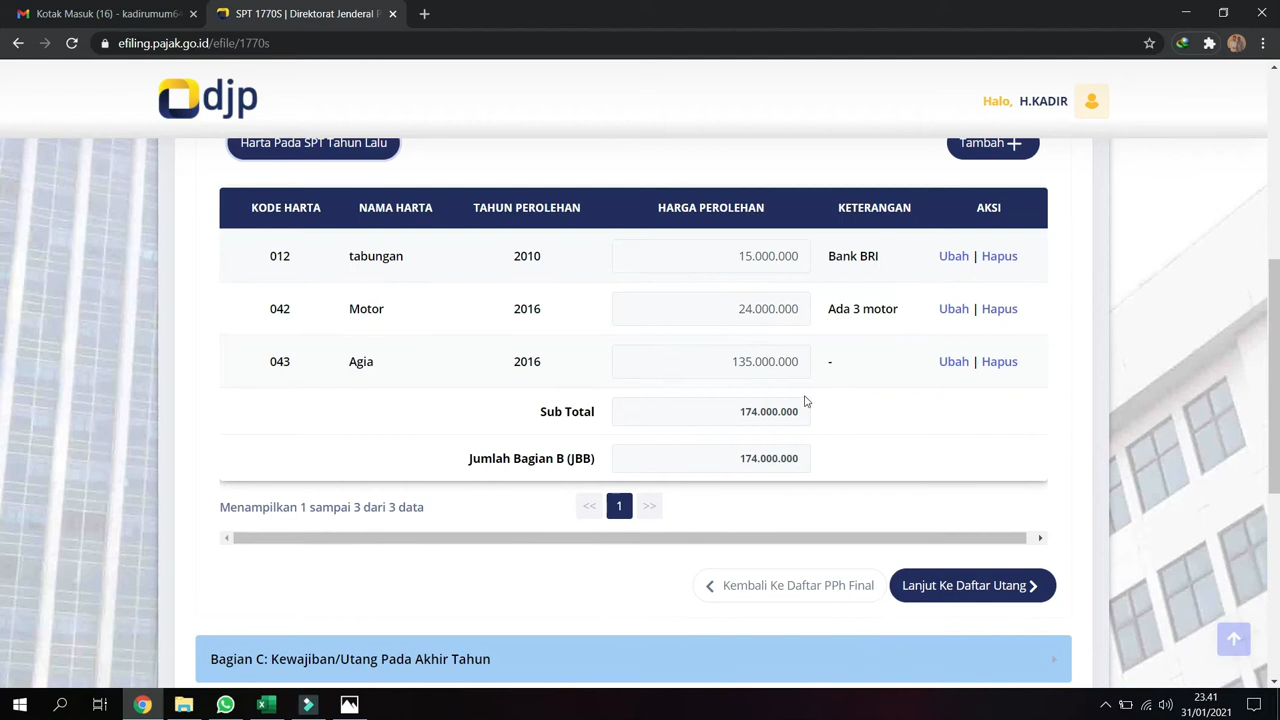 Kotak Masuk (16) - kadirumum64
SPT 1770S | Direktorat Jenderal P
efiling.pajak.go.id/efile/1770s
djp
Halo, H.KADIR
Harta Pada SPT Tahun Lalu
Tambah
KODE HARTA NAMA HARTA TAHUN PEROLEHAN HARGA PEROLEHAN KETERANGAN AKSI
012 tabungan 2010 15.000.000 Bank BRI Ubah | Hapus
042 Motor 2016 24.000.000 Ada 3 motor Ubah | Hapus
043 Agia 2016 135.000.000 - Ubah | Hapus
Sub Total 174.000.000
Jumlah Bagian B (JBB) 174.000.000
Menampilkan 1 sampai 3 dari 3 data << 1 >>
Kembali Ke Daftar PPh Final Lanjut Ke Daftar Utang
Bagian C: Kewajiban/Utang Pada Akhir Tahun
23.41
31/01/2021